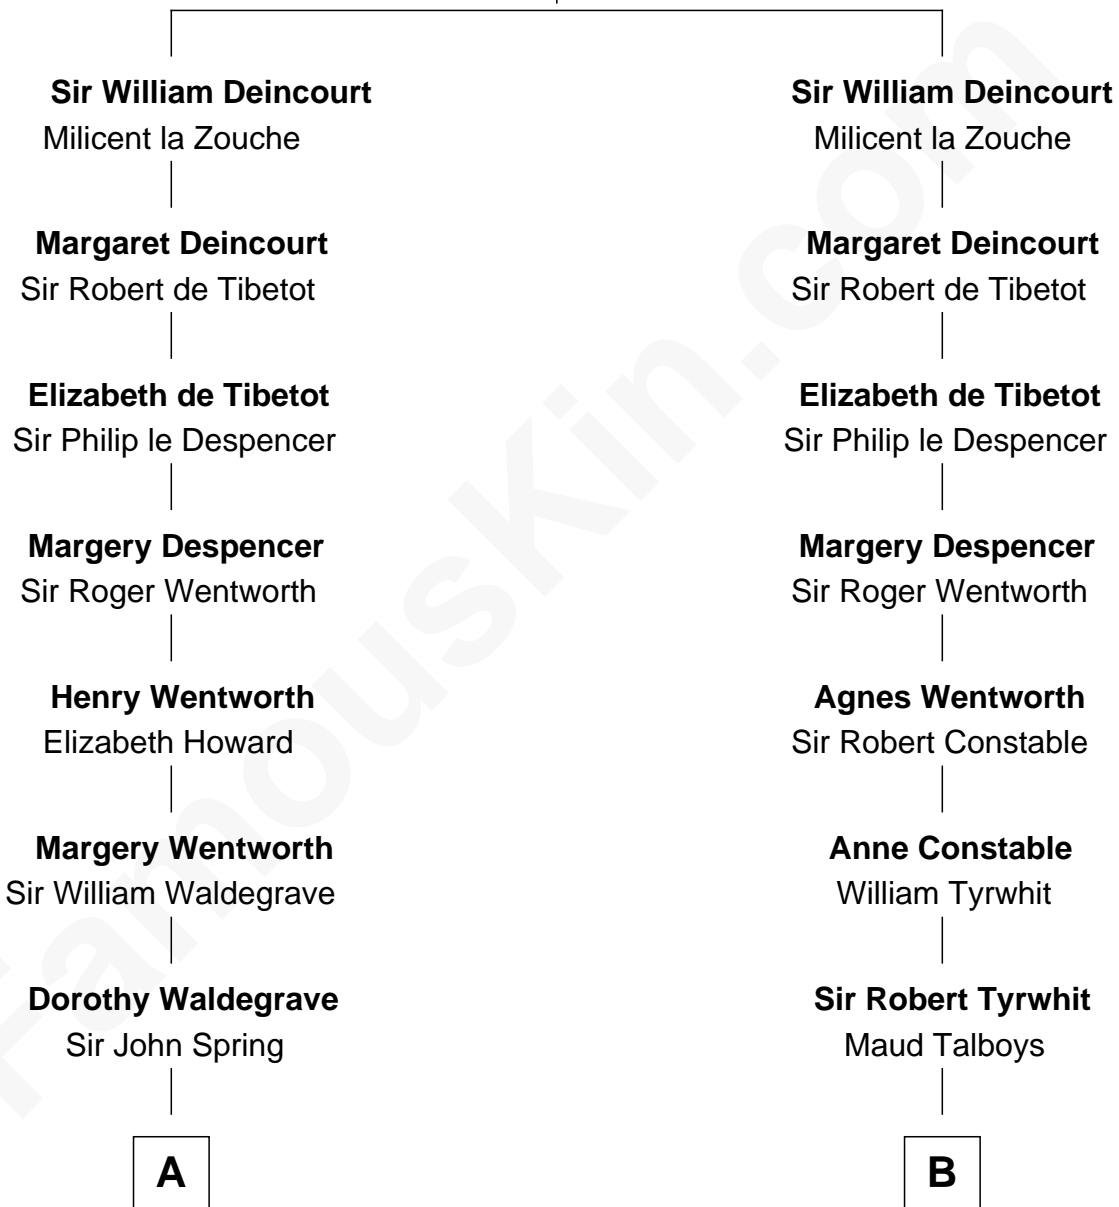 Sir William Deincourt
Milicent la Zouche
Margaret Deincourt
Sir Robert de Tibetot
Elizabeth de Tibetot
Sir Philip le Despencer
Margery Despencer
Sir Roger Wentworth
Henry Wentworth
Elizabeth Howard
Margery Wentworth
Sir William Waldegrave
Dorothy Waldegrave
Sir John Spring
A
Sir William Deincourt
Milicent la Zouche
Margaret Deincourt
Sir Robert de Tibetot
Elizabeth de Tibetot
Sir Philip le Despencer
Margery Despencer
Sir Roger Wentworth
Agnes Wentworth
Sir Robert Constable
Anne Constable
William Tyrwhit
Sir Robert Tyrwhit
Maud Talboys
B
FamousKin.com